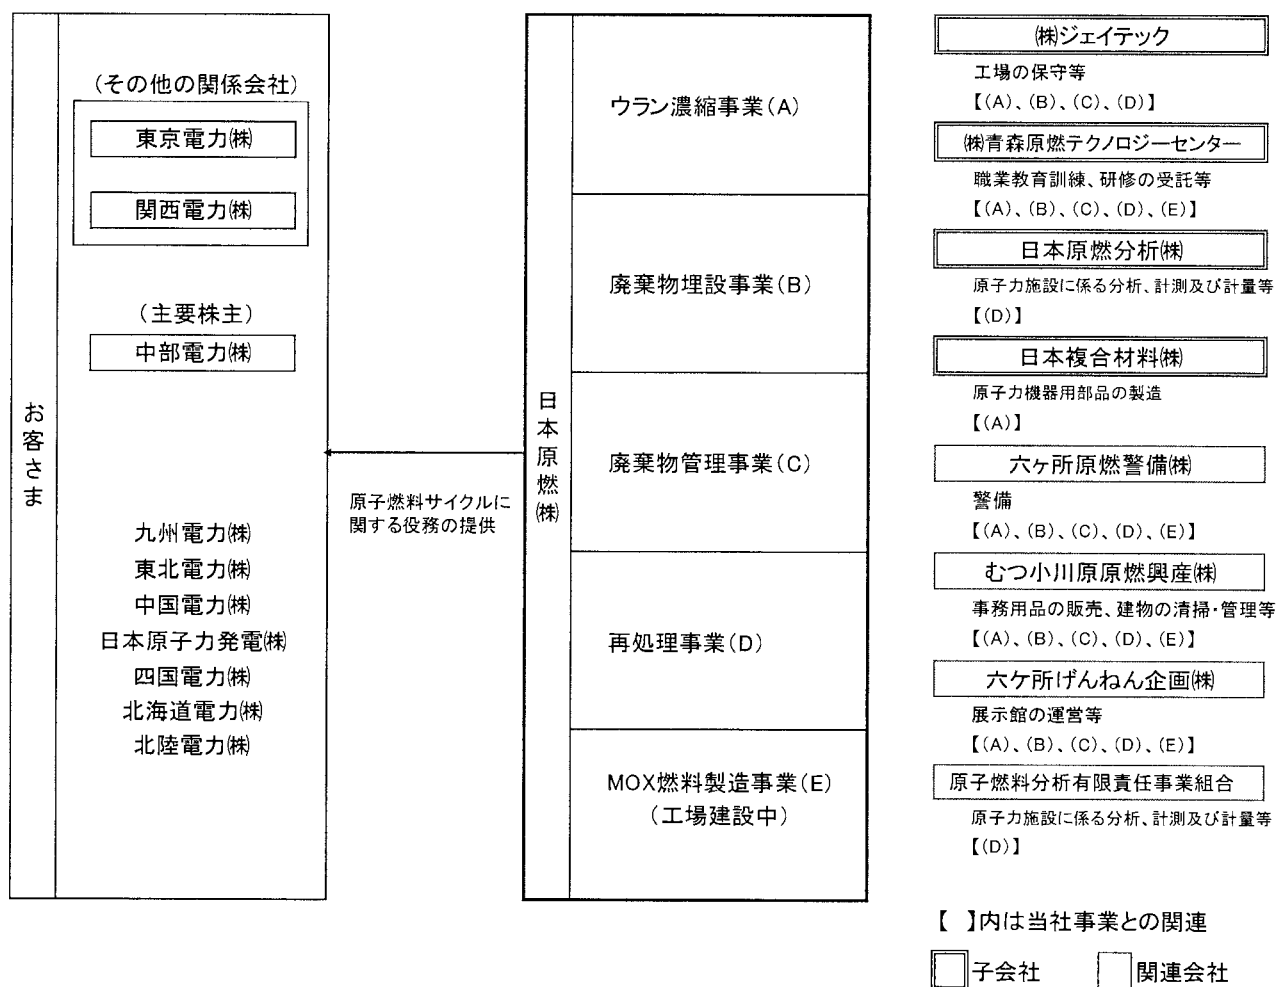 お客さま
(その他の関係会社)
東京電力㈱
関西電力㈱
(主要株主)
中部電力㈱
九州電力㈱
東北電力㈱
中国電力㈱
日本原子力発電㈱
四国電力㈱
北海道電力㈱
北陸電力㈱
原子燃料サイクルに
関する役務の提供
日本原燃㈱
ウラン濃縮事業(A)
廃棄物埋設事業(B)
廃棄物管理事業(C)
再処理事業(D)
MOX燃料製造事業(E)
(工場建設中)
㈱ジェイテック
工場の保守等
【(A)、(B)、(C)、(D)】
㈱青森原燃テクノロジーセンター
職業教育訓練、研修の受託等
【(A)、(B)、(C)、(D)、(E)】
日本原燃分析㈱
原子力施設に係る分析、計測及び計量等
【(D)】
日本複合材料㈱
原子力機器用部品の製造
【(A)】
六ヶ所原燃警備㈱
警備
【(A)、(B)、(C)、(D)、(E)】
むつ小川原原燃興産㈱
事務用品の販売、建物の清掃・管理等
【(A)、(B)、(C)、(D)、(E)】
六ケ所げんねん企画㈱
展示館の運営等
【(A)、(B)、(C)、(D)、(E)】
原子燃料分析有限責任事業組合
原子力施設に係る分析、計測及び計量等
【(D)】
【 】内は当社事業との関連
子会社 関連会社